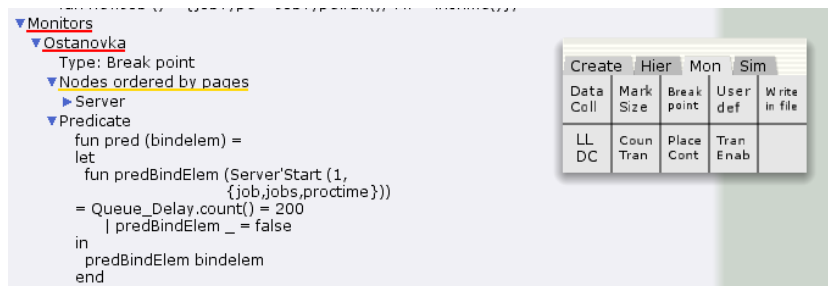 Monitors
Ostanovka
Type: Break point
Nodes ordered by pages
Server
Predicate
fun pred (bindelem) =
let
fun predBindElem (Server'Start (1,
{job,jobs,proctime}))
= Queue_Delay.count() = 200
| predBindElem _ = false
in
predBindElem bindelem
end
Create Hier Mon Sim
Data Coll Mark Size Break point User def Write in file
LL DC Coun Tran Place Cont Tran Enab